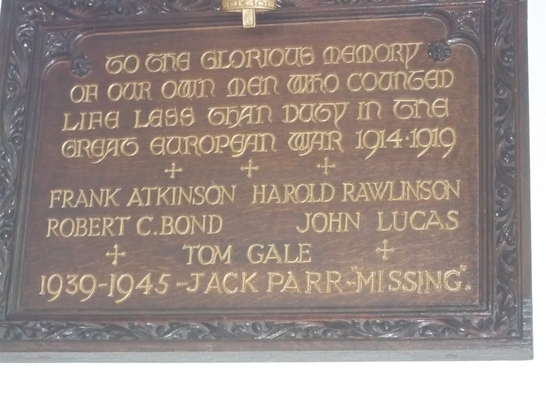 TO THE GLORIOUS MEMORY
OF OUR OWN MEN WHO COUNTED
LIFE LESS THAN DUTY IN THE
GREAT EUROPEAN WAR 1914·1919
FRANK ATKINSON HAROLD RAWLINSON
ROBERT C. BOND JOHN LUCAS
TOM GALE
1939-1945-JACK PARR-"MISSING".